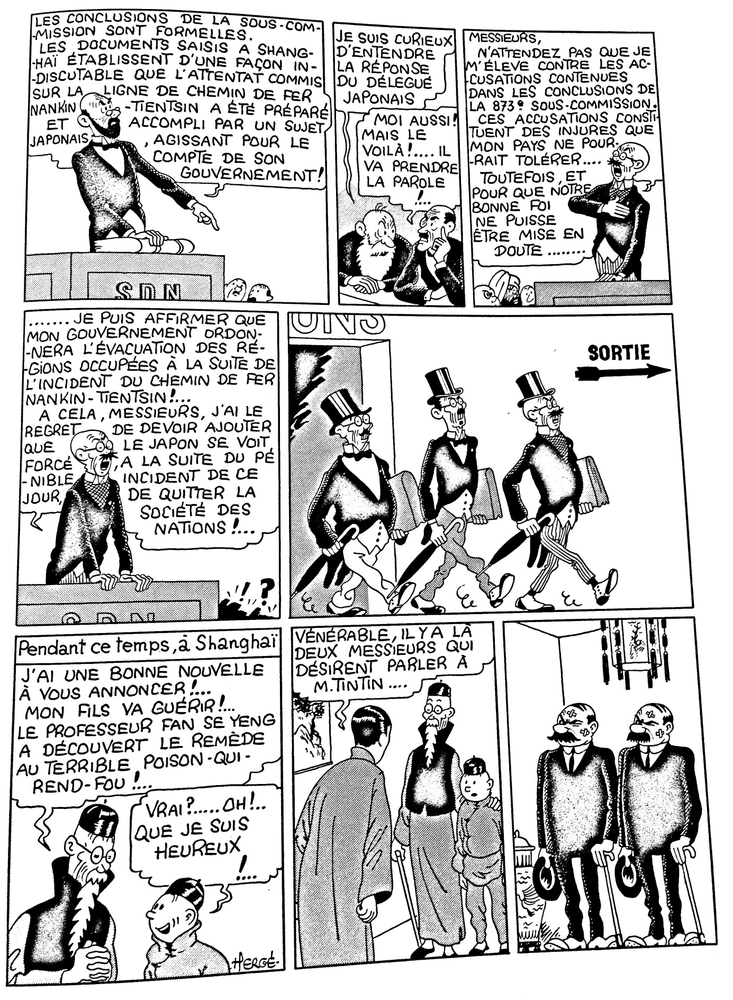 LES CONCLUSIONS DE LA SOUS-COM-
-MISSION SONT FORMELLES.
LES DOCUMENTS SAISIS A SHANG-
-HAÏ ÉTABLISSENT D'UNE FAÇON IN-
-DISCUTABLE QUE L'ATTENTAT COMMIS
SUR LA LIGNE DE CHEMIN DE FER
NANKIN-TIENTSIN A ÉTÉ PRÉPARÉ
ET ACCOMPLI PAR UN SUJET
JAPONAIS, AGISSANT POUR LE
COMPTE DE SON
GOUVERNEMENT!
SDN
JE SUIS CURIEUX
D'ENTENDRE
LA RÉPONSE
DU DÉLEGUÉ
JAPONAIS
MOI AUSSI!
MAIS LE
VOILÀ!.... IL
VA PRENDRE
LA PAROLE
!...
MESSIEURS,
N'ATTENDEZ PAS QUE JE
M'ÉLEVE CONTRE LES AC-
-CUSATIONS CONTENUES
DANS LES CONCLUSIONS DE
LA 873e SOUS-COMMISSION.
CES ACCUSATIONS CONSTI-
TUENT DES INJURES QUE
MON PAYS NE POUR-
-RAIT TOLÉRER....
TOUTEFOIS, ET
POUR QUE NOTRE
BONNE FOI
NE PUISSE
ÊTRE MISE EN
DOUTE ........
.......JE PUIS AFFIRMER QUE
MON GOUVERNEMENT ORDON-
-NERA L'ÉVACUATION DES RÉ-
-GIONS OCCUPÉES À LA SUITE DE
L'INCIDENT DU CHEMIN DE FER
NANKIN-TIENTSIN!...
A CELA, MESSIEURS, J'AI LE
REGRET DE DEVOIR AJOUTER
QUE LE JAPON SE VOIT
FORCÉ, A LA SUITE DU PÉ
-NIBLE INCIDENT DE CE
JOUR, DE QUITTER LA
SOCIÉTÉ DES
NATIONS!...
! ?
SDN
ONS
SORTIE
Pendant ce temps, à Shanghaï
J'AI UNE BONNE NOUVELLE
À VOUS ANNONCER!...
MON FILS VA GUÉRIR!...
LE PROFESSEUR FAN SE YENG
A DÉCOUVERT LE REMÈDE
AU TERRIBLE POISON-QUI-
REND-FOU!...
VRAI?..... OH!..
QUE JE SUIS
HEUREUX
!....
HERGÉ-
VÉNÉRABLE, IL Y A LÀ
DEUX MESSIEURS QUI
DÉSIRENT PARLER À
M. TINTIN ....